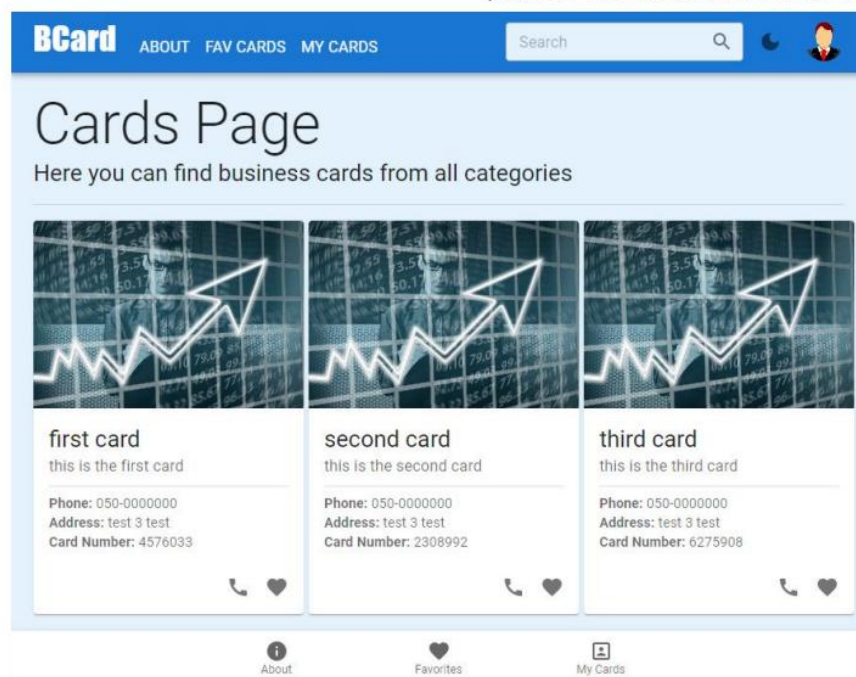 BCard ABOUT FAV CARDS MY CARDS Search
Cards Page
Here you can find business cards from all categories
first card
this is the first card
Phone: 050-0000000
Address: test 3 test
Card Number: 4576033
second card
this is the second card
Phone: 050-0000000
Address: test 3 test
Card Number: 2308992
third card
this is the third card
Phone: 050-0000000
Address: test 3 test
Card Number: 6275908
About
Favorites
My Cards